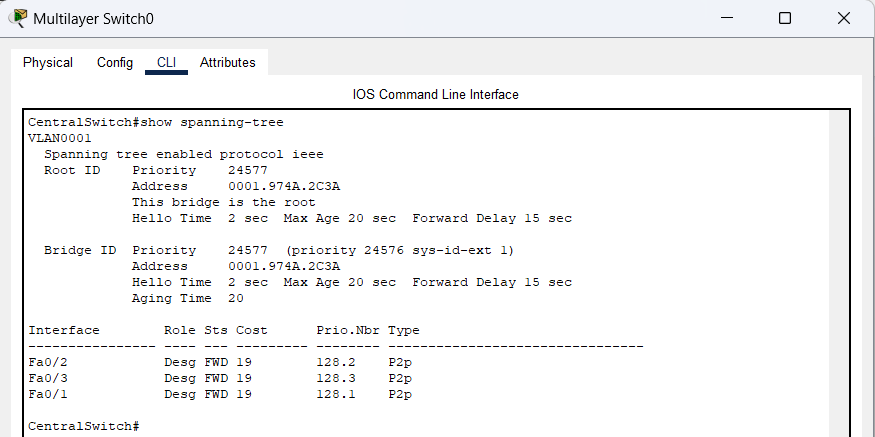 Multilayer Switch0
Physical Config CLI Attributes
IOS Command Line Interface
CentralSwitch#show spanning-tree
VLAN0001
  Spanning tree enabled protocol ieee
  Root ID    Priority    24577
             Address     0001.974A.2C3A
             This bridge is the root
             Hello Time  2 sec  Max Age 20 sec  Forward Delay 15 sec

  Bridge ID  Priority    24577  (priority 24576 sys-id-ext 1)
             Address     0001.974A.2C3A
             Hello Time  2 sec  Max Age 20 sec  Forward Delay 15 sec
             Aging Time  20

Interface        Role Sts Cost      Prio.Nbr Type
---------------- ---- --- --------- -------- --------------------------------
Fa0/2            Desg FWD 19        128.2    P2p
Fa0/3            Desg FWD 19        128.3    P2p
Fa0/1            Desg FWD 19        128.1    P2p

CentralSwitch#